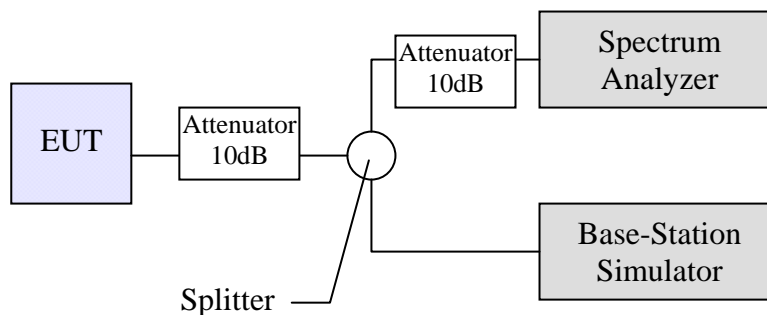 EUT
Attenuator
10dB
Attenuator
10dB
Spectrum
Analyzer
Base-Station
Simulator
Splitter